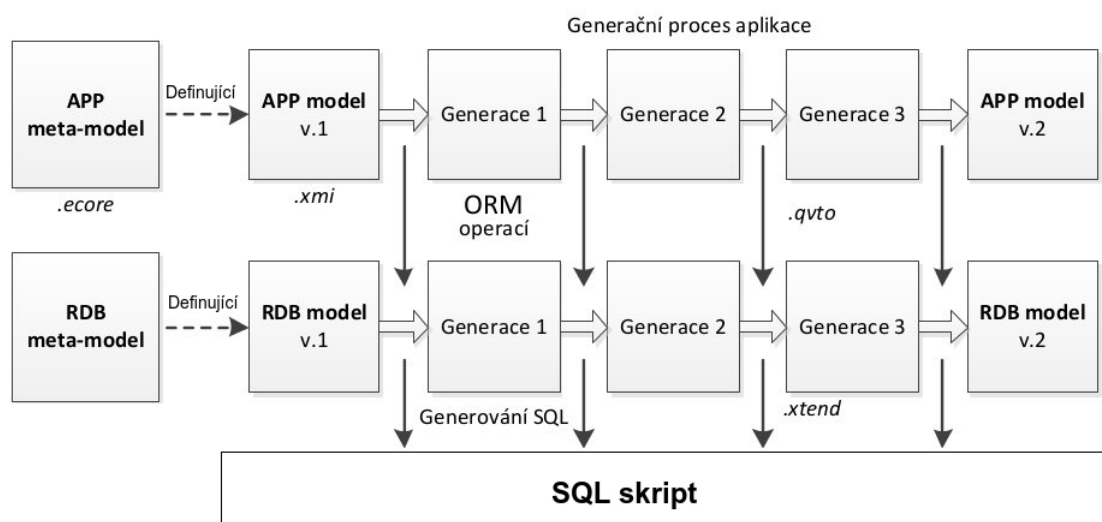 Generační proces aplikace
APP
meta-model
Definující
APP model
v.1
Generace 1
Generace 2
Generace 3
APP model
v.2
.ecore
.xmi
ORM
operací
.qvto
RDB
meta-model
Definující
RDB model
v.1
Generace 1
Generace 2
Generace 3
RDB model
v.2
Generování SQL
.xtend
SQL skript